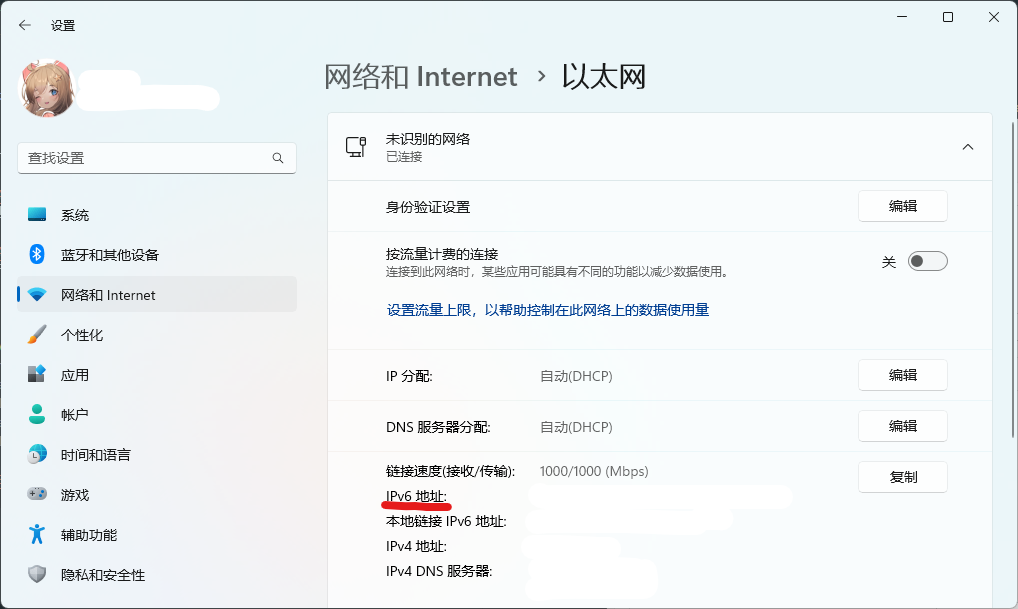 设置
网络和 Internet › 以太网
查找设置
系统
蓝牙和其他设备
网络和 Internet
个性化
应用
帐户
时间和语言
游戏
辅助功能
隐私和安全性
未识别的网络
已连接
身份验证设置
编辑
按流量计费的连接
连接到此网络时，某些应用可能具有不同的功能以减少数据使用。
关
设置流量上限，以帮助控制在此网络上的数据使用量
IP 分配: 自动(DHCP)
编辑
DNS 服务器分配: 自动(DHCP)
编辑
链接速度(接收/传输): 1000/1000 (Mbps)
复制
IPv6 地址:
本地链接 IPv6 地址:
IPv4 地址:
IPv4 DNS 服务器: